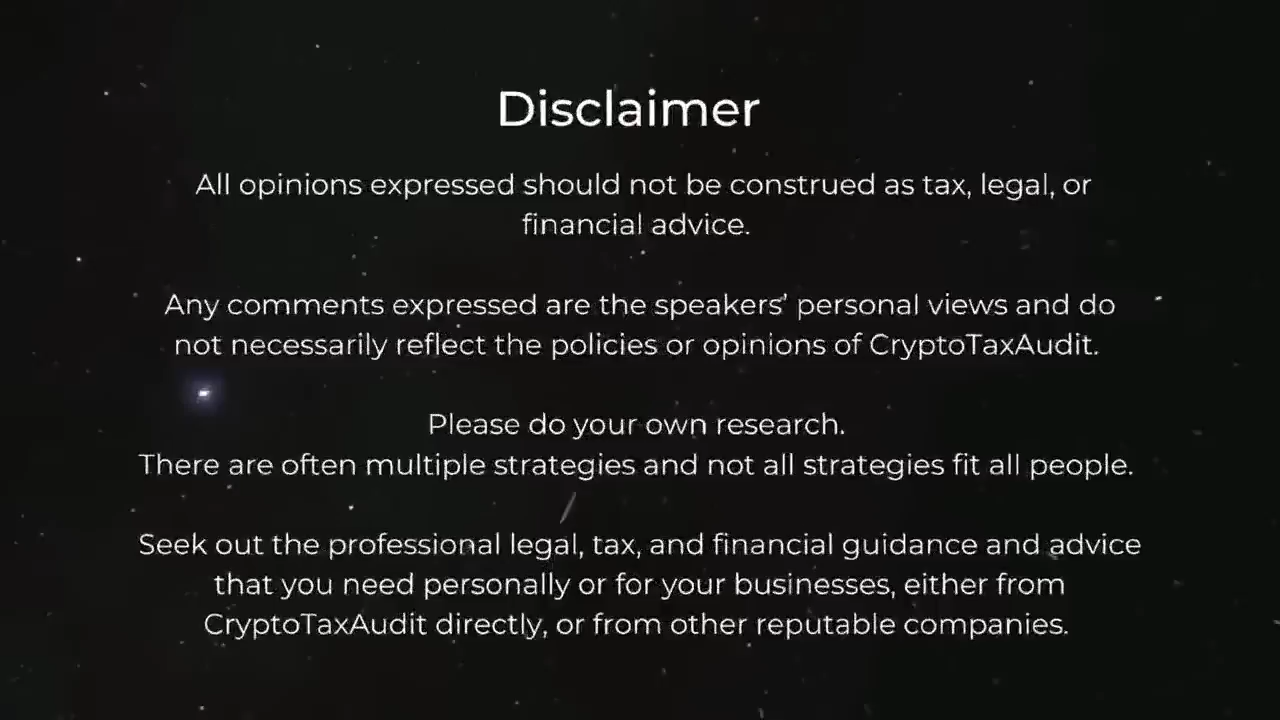 Disclaimer
All opinions expressed should not be construed as tax, legal, or
financial advice.
Any comments expressed are the speakers' personal views and do
not necessarily reflect the policies or opinions of CryptoTaxAudit.
Please do your own research.
There are often multiple strategies and not all strategies fit all people.
Seek out the professional legal, tax, and financial guidance and advice
that you need personally or for your businesses, either from
CryptoTaxAudit directly, or from other reputable companies.